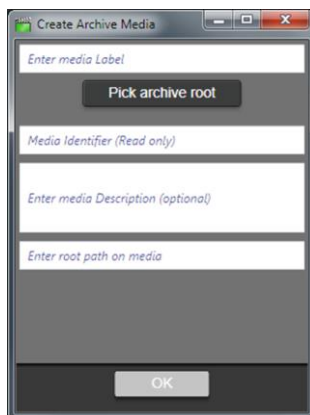 Create Archive Media
Enter media Label
Pick archive root
Media Identifier (Read only)
Enter media Description (optional)
Enter root path on media
OK